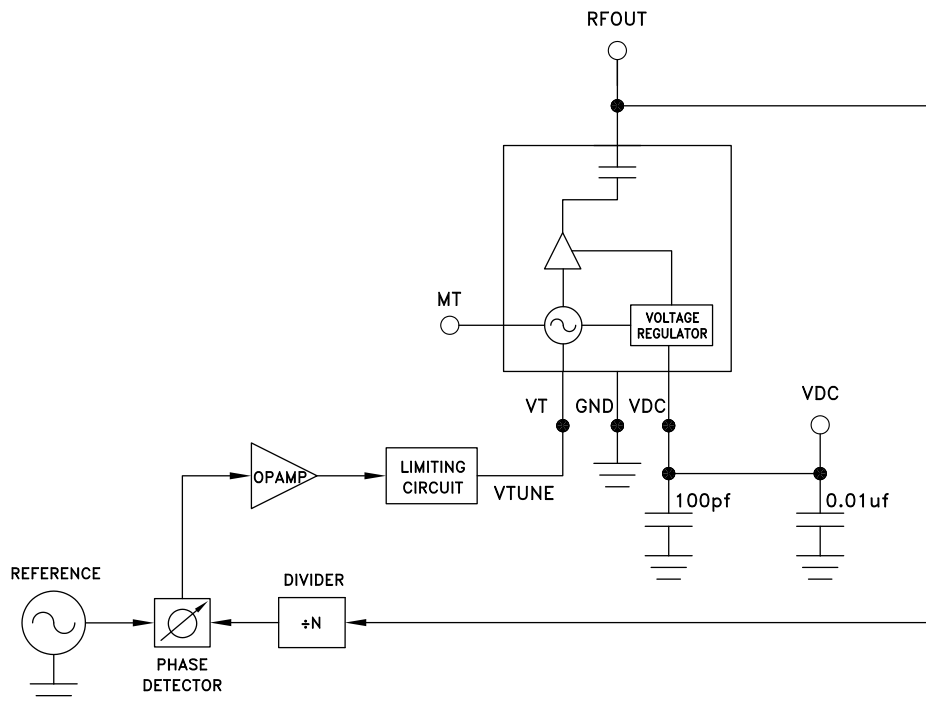 RFOUT
MT
VOLTAGE
REGULATOR
VT
GND
VDC
VDC
OPAMP
LIMITING
CIRCUIT
VTUNE
100pf
0.01uf
REFERENCE
DIVIDER
÷N
PHASE
DETECTOR